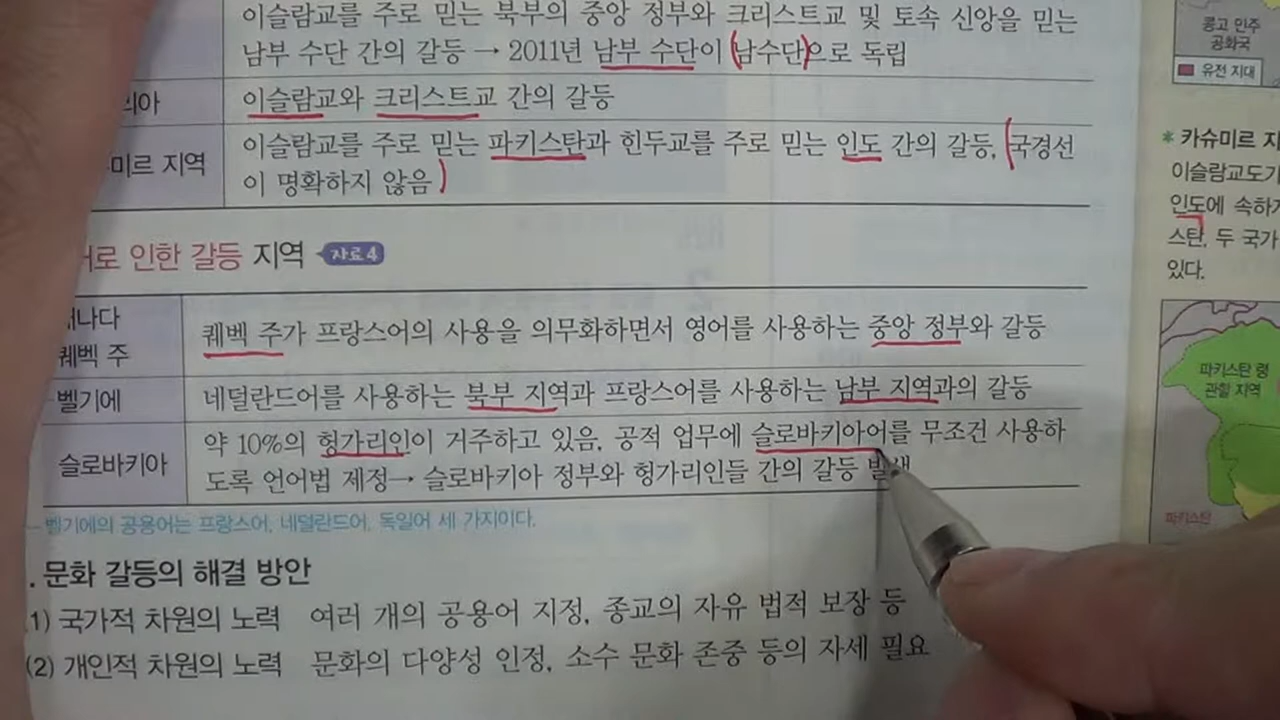 이슬람교를 주로 믿는 북부의 중앙 정부와 크리스트교 및 토속 신앙을 믿는
남부 수단 간의 갈등 → 2011년 남부 수단이 (남수단)으로 독립
리아
이슬람교와 크리스트교 간의 갈등
미르 지역
이슬람교를 주로 믿는 파키스탄과 힌두교를 주로 믿는 인도 간의 갈등, (국경선
이 명확하지 않음)
로 인한 갈등 지역 자료4
나다
퀘벡 주
퀘벡 주가 프랑스어의 사용을 의무화하면서 영어를 사용하는 중앙 정부와 갈등
벨기에
네덜란드어를 사용하는 북부 지역과 프랑스어를 사용하는 남부 지역과의 갈등
슬로바키아
약 10%의 헝가리인이 거주하고 있음, 공적 업무에 슬로바키아어를 무조건 사용하
도록 언어법 제정→ 슬로바키아 정부와 헝가리인들 간의 갈등
벨기에의 공용어는 프랑스어, 네덜란드어, 독일어 세 가지이다.
. 문화 갈등의 해결 방안
(1) 국가적 차원의 노력 여러 개의 공용어 지정, 종교의 자유 법적 보장 등
(2) 개인적 차원의 노력 문화의 다양성 인정, 소수 문화 존중 등의 자세 필요
콩고 민주
공화국
유전 지대
* 카슈미르 지
이슬람교도가
인도에 속하
스탄, 두 국가
있다.
파키스탄 령
관할 지역
파키스탄